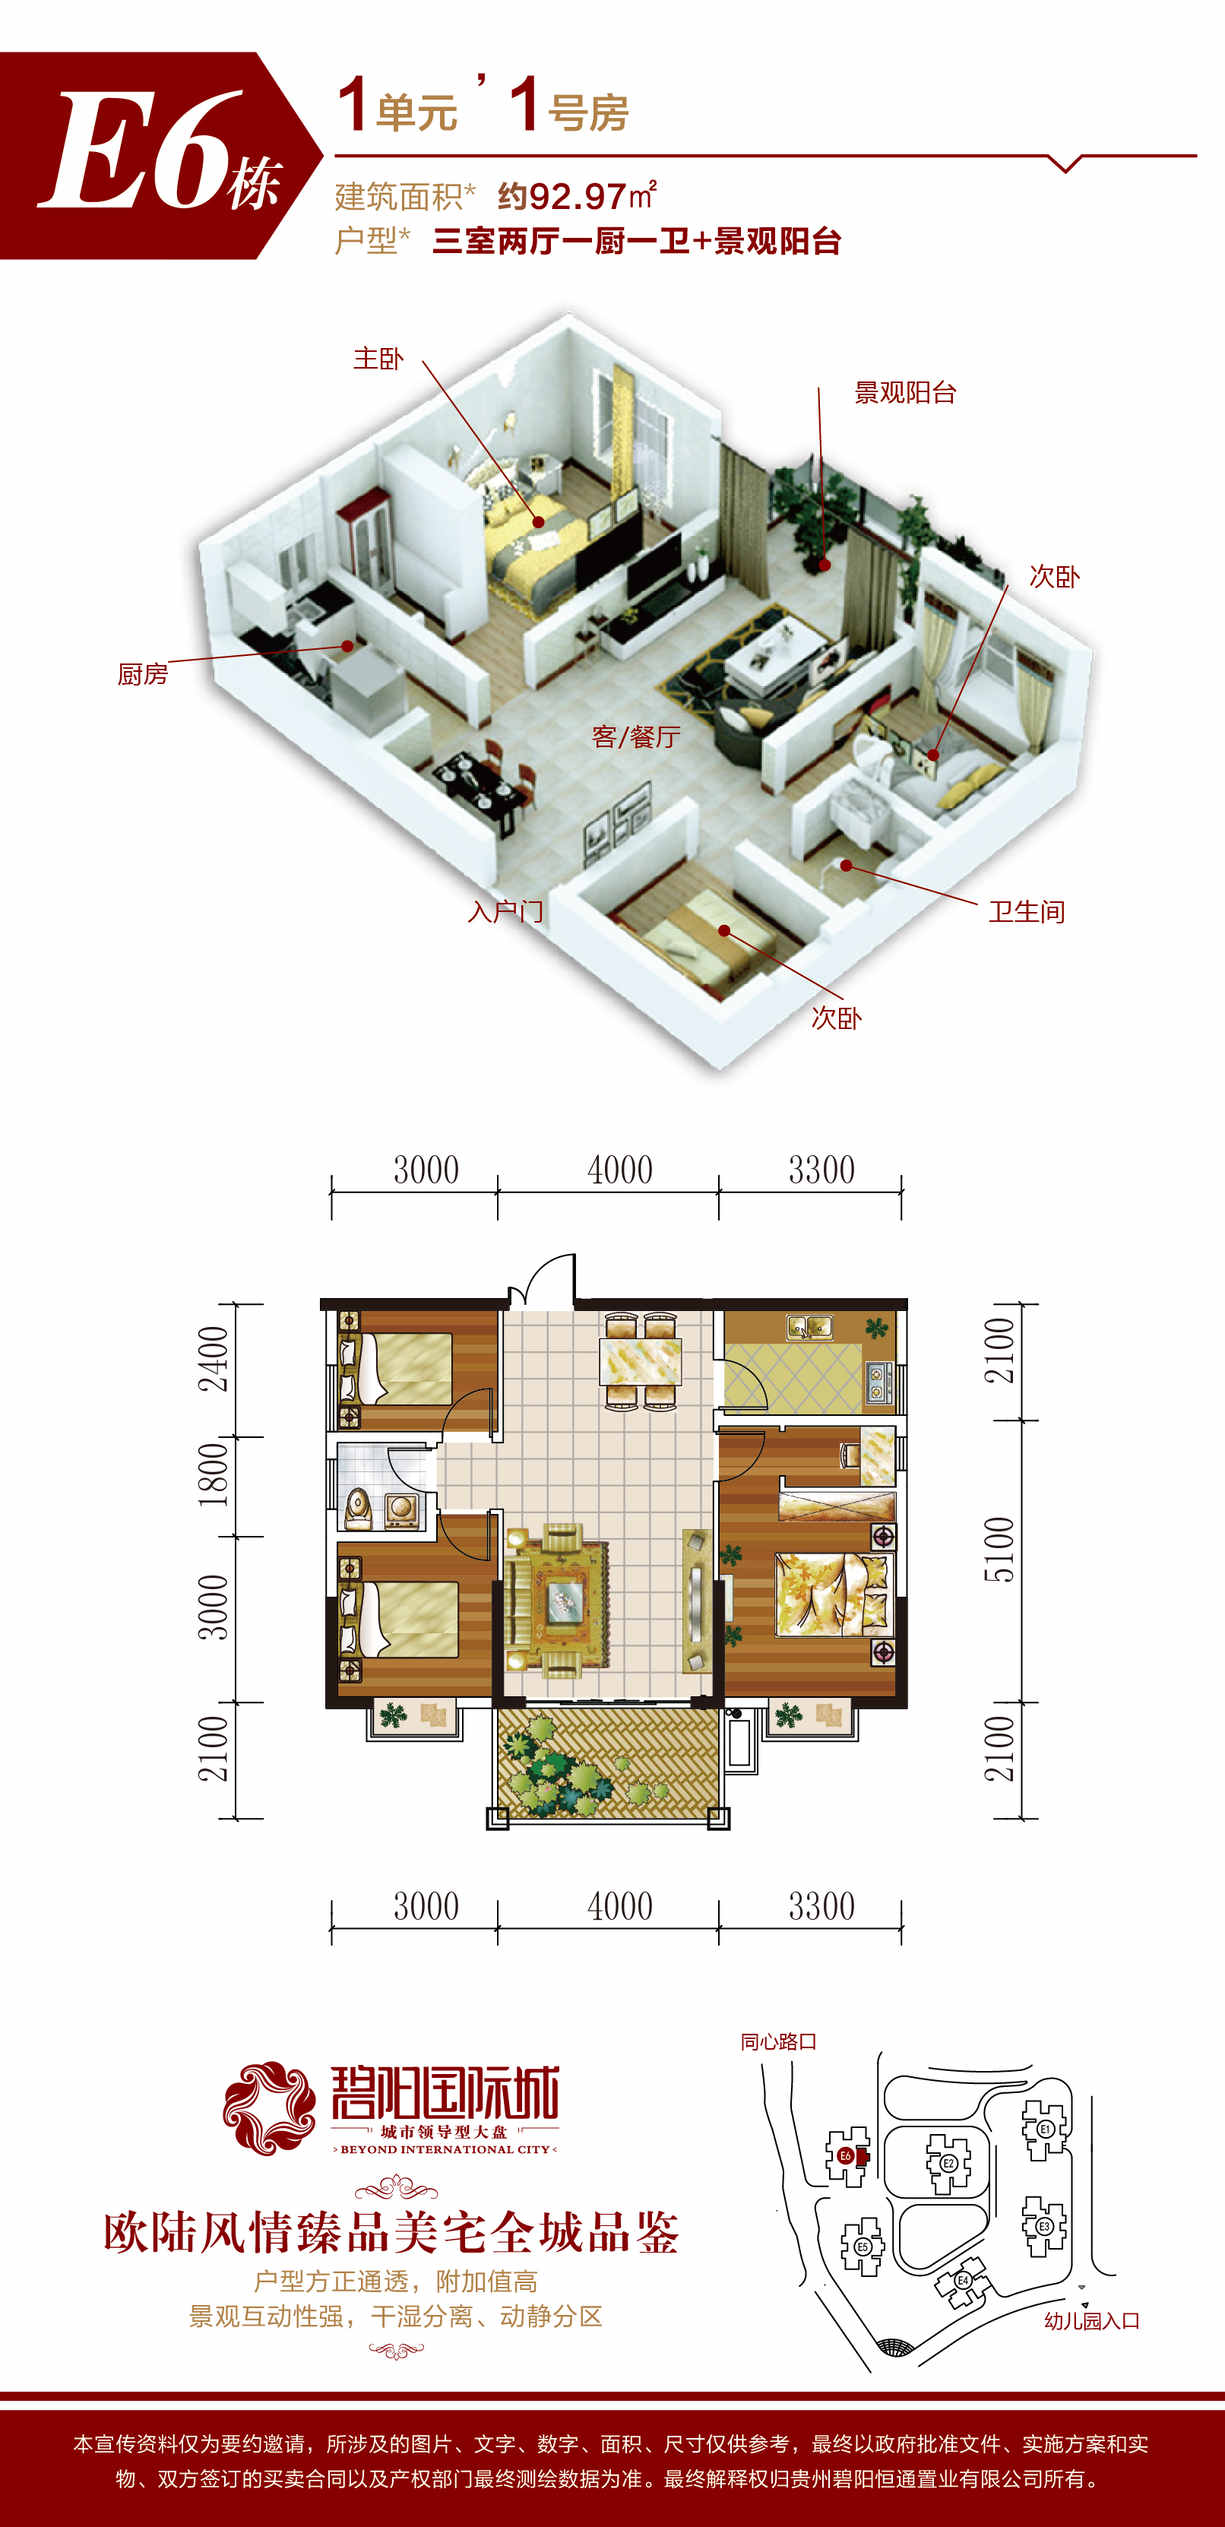 E6栋
1单元 ’ 1号房
建筑面积* 约92.97㎡
户型* 三室两厅一厨一卫+景观阳台
主卧
景观阳台
次卧
厨房
客/餐厅
入户门
卫生间
次卧
3000 4000 3300
2400
2100
1800
5100
3000
2100
2100
3000 4000 3300
同心路口
碧阳国际城
城市领导型大盘
BEYOND INTERNATIONAL CITY
E1
E6
E2
E3
E5
E4
幼儿园入口
欧陆风情臻品美宅全城品鉴
户型方正通透，附加值高
景观互动性强，干湿分离、动静分区
本宣传资料仅为要约邀请，所涉及的图片、文字、数字、面积、尺寸仅供参考，最终以政府批准文件、实施方案和实
物、双方签订的买卖合同以及产权部门最终测绘数据为准。最终解释权归贵州碧阳恒通置业有限公司所有。